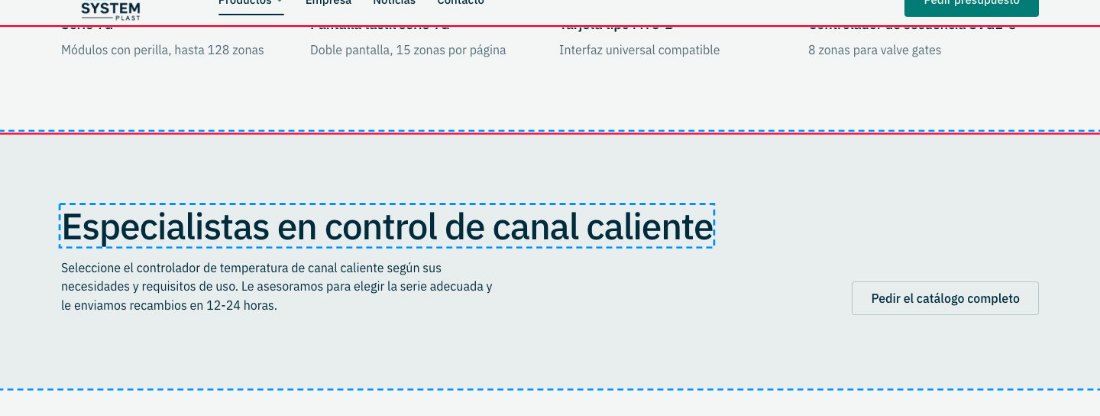 SYSTEM
PLAST
Productos
Empresa
Noticias
Contacto
Pedir presupuesto
Módulos con perilla, hasta 128 zonas
Doble pantalla, 15 zonas por página
Interfaz universal compatible
8 zonas para valve gates
Especialistas en control de canal caliente
Seleccione el controlador de temperatura de canal caliente según sus
necesidades y requisitos de uso. Le asesoramos para elegir la serie adecuada y
le enviamos recambios en 12-24 horas.
Pedir el catálogo completo